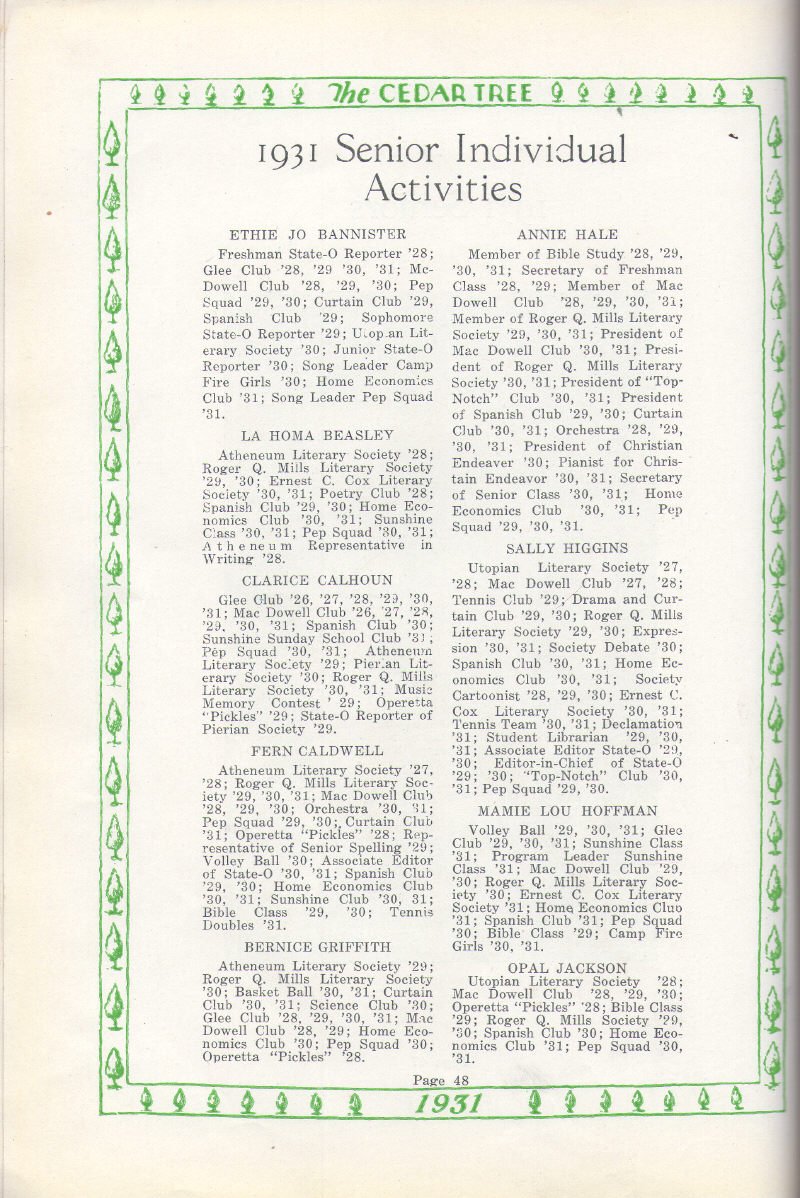 The CEDAR TREE
1931 Senior Individual
Activities
ETHIE JO BANNISTER
Freshman State-O Reporter '28;
Glee Club '28, '29 '30, '31; Mc-
Dowell Club '28, '29, '30; Pep
Squad '29, '30; Curtain Club '29,
Spanish Club '29; Sophomore
State-O Reporter '29; Utopian Lit-
erary Society '30; Junior State-O
Reporter '30; Song Leader Camp
Fire Girls '30; Home Economics
Club '31; Song Leader Pep Squad
'31.
LA HOMA BEASLEY
Atheneum Literary Society '28;
Roger Q. Mills Literary Society
'29, '30; Ernest C. Cox Literary
Society '30, '31; Poetry Club '28;
Spanish Club '29, '30; Home Eco-
nomics Club '30, '31; Sunshine
Class '30, '31; Pep Squad '30, '31;
Atheneum Representative in
Writing '28.
CLARICE CALHOUN
Glee Club '26, '27, '28, '29, '30,
'31; Mac Dowell Club '26, '27, '28,
'29, '30, '31; Spanish Club '30;
Sunshine Sunday School Club '31;
Pep Squad '30, '31; Atheneum
Literary Society '29; Pierian Lit-
erary Society '30; Roger Q. Mills
Literary Society '30, '31; Music
Memory Contest ' 29; Operetta
"Pickles" '29; State-O Reporter of
Pierian Society '29.
FERN CALDWELL
Atheneum Literary Society '27,
'28; Roger Q. Mills Literary Soc-
iety '29, '30, '31; Mac Dowell Club
'28, '29, '30; Orchestra '30, '31;
Pep Squad '29, '30; Curtain Club
'31; Operetta "Pickles" '28; Rep-
resentative of Senior Spelling '29;
Volley Ball '30; Associate Editor
of State-O '30, '31; Spanish Club
'29, '30; Home Economics Club
'30, '31; Sunshine Club '30, 31;
Bible Class '29, '30; Tennis
Doubles '31.
BERNICE GRIFFITH
Atheneum Literary Society '29;
Roger Q. Mills Literary Society
'30; Basket Ball '30, '31; Curtain
Club '30, '31; Science Club '30;
Glee Club '28, '29, '30, '31; Mac
Dowell Club '28, '29; Home Eco-
nomics Club '30; Pep Squad '30;
Operetta "Pickles" '28.
ANNIE HALE
Member of Bible Study '28, '29,
'30, '31; Secretary of Freshman
Class '28, '29; Member of Mac
Dowell Club '28, '29, '30, '31;
Member of Roger Q. Mills Literary
Society '29, '30, '31; President of
Mac Dowell Club '30, '31; Presi-
dent of Roger Q. Mills Literary
Society '30, '31; President of "Top-
Notch" Club '30, '31; President
of Spanish Club '29, '30; Curtain
Club '30, '31; Orchestra '28, '29,
'30, '31; President of Christian
Endeaver '30; Pianist for Chris-
tain Endeavor '30, '31; Secretary
of Senior Class '30, '31; Home
Economics Club '30, '31; Pep
Squad '29, '30, '31.
SALLY HIGGINS
Utopian Literary Society '27,
'28; Mac Dowell Club '27, '28;
Tennis Club '29; Drama and Cur-
tain Club '29, '30; Roger Q. Mills
Literary Society '29, '30; Expres-
sion '30, '31; Society Debate '30;
Spanish Club '30, '31; Home Ec-
onomics Club '30, '31; Society
Cartoonist '28, '29, '30; Ernest C.
Cox Literary Society '30, '31;
Tennis Team '30, '31; Declamation
'31; Student Librarian '29, '30,
'31; Associate Editor State-O '29,
'30; Editor-in-Chief of State-O
'29; '30; "Top-Notch" Club '30,
'31; Pep Squad '29, '30.
MAMIE LOU HOFFMAN
Volley Ball '29, '30, '31; Glee
Club '29, '30, '31; Sunshine Class
'31; Program Leader Sunshine
Class '31; Mac Dowell Club '29,
'30; Roger Q. Mills Literary Soc-
iety '30; Ernest C. Cox Literary
Society '31; Home Economics Club
'31; Spanish Club '31; Pep Squad
'30; Bible Class '29; Camp Fire
Girls '30, '31.
OPAL JACKSON
Utopian Literary Society '28;
Mac Dowell Club '28, '29, '30;
Operetta "Pickles" '28; Bible Class
'29; Roger Q. Mills Society '29,
'30; Spanish Club '30; Home Eco-
nomics Club '31; Pep Squad '30,
'31.
Page 48
1931